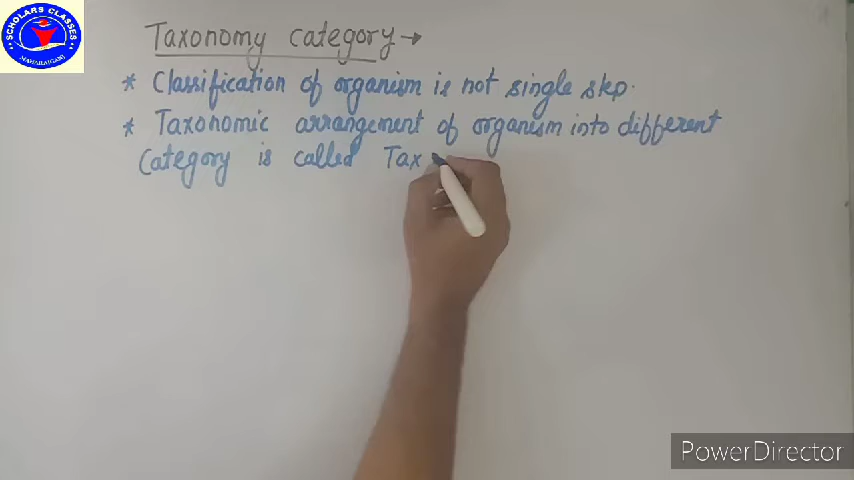 SCHOLARS CLASSES
MAHARAJGANJ
Taxonomy category →
* Classification of organism is not single step.
* Taxonomic arrangement of organism into different
Category is called Tax
PowerDirector